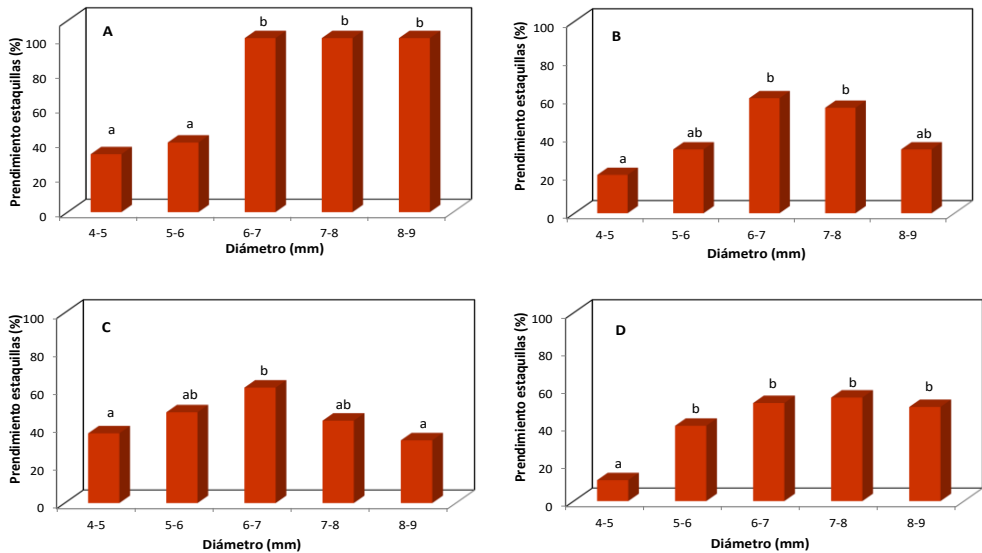 Prendimiento estaquillas (%)
A
100
80
60
40
20
0
a
a
b
b
b
4-5
5-6
6-7
7-8
8-9
Diámetro (mm)
Prendimiento estaquillas (%)
B
100
80
60
40
20
0
a
ab
b
b
ab
4-5
5-6
6-7
7-8
8-9
Diámetro (mm)
Prendimiento estaquillas (%)
C
100
80
60
40
20
0
a
ab
b
ab
a
4-5
5-6
6-7
7-8
8-9
Diámetro (mm)
Prendimiento estaquillas (%)
D
100
80
60
40
20
0
a
b
b
b
b
4-5
5-6
6-7
7-8
8-9
Diámetro (mm)